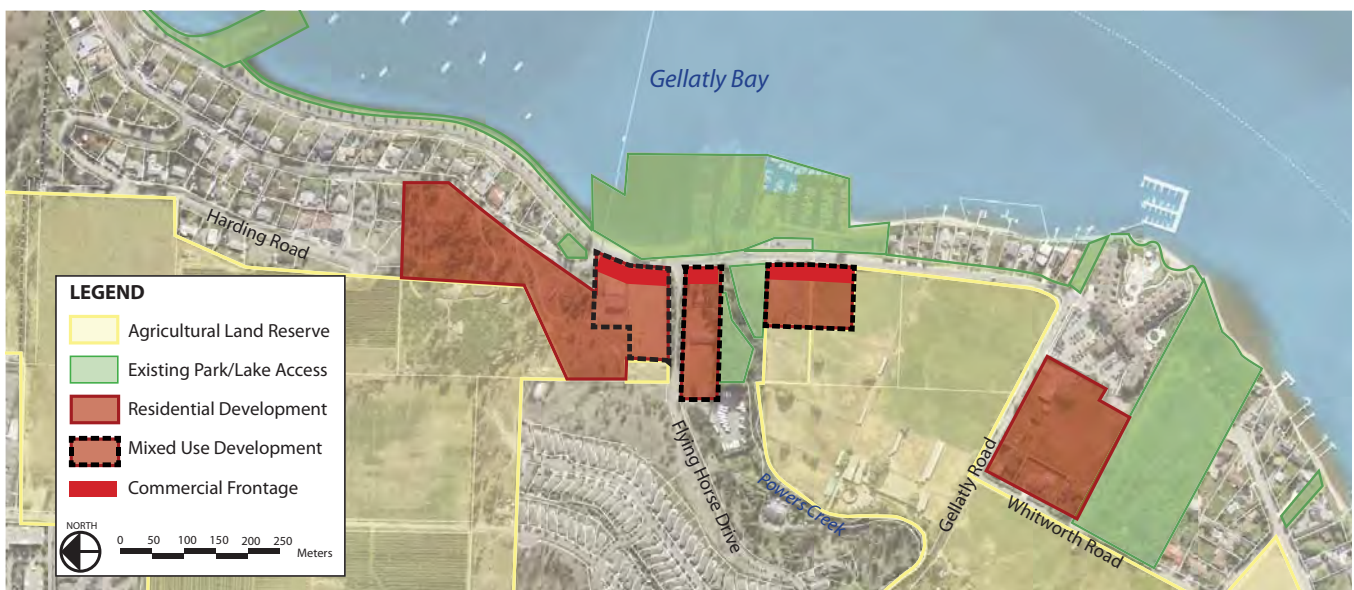 Gellatly Bay
Harding Road
LEGEND
Agricultural Land Reserve
Existing Park/Lake Access
Residential Development
Mixed Use Development
Commercial Frontage
NORTH
0 50 100 150 200 250 Meters
Flying Horse Drive
Powers Creek
Gellatly Road
Whitworth Road